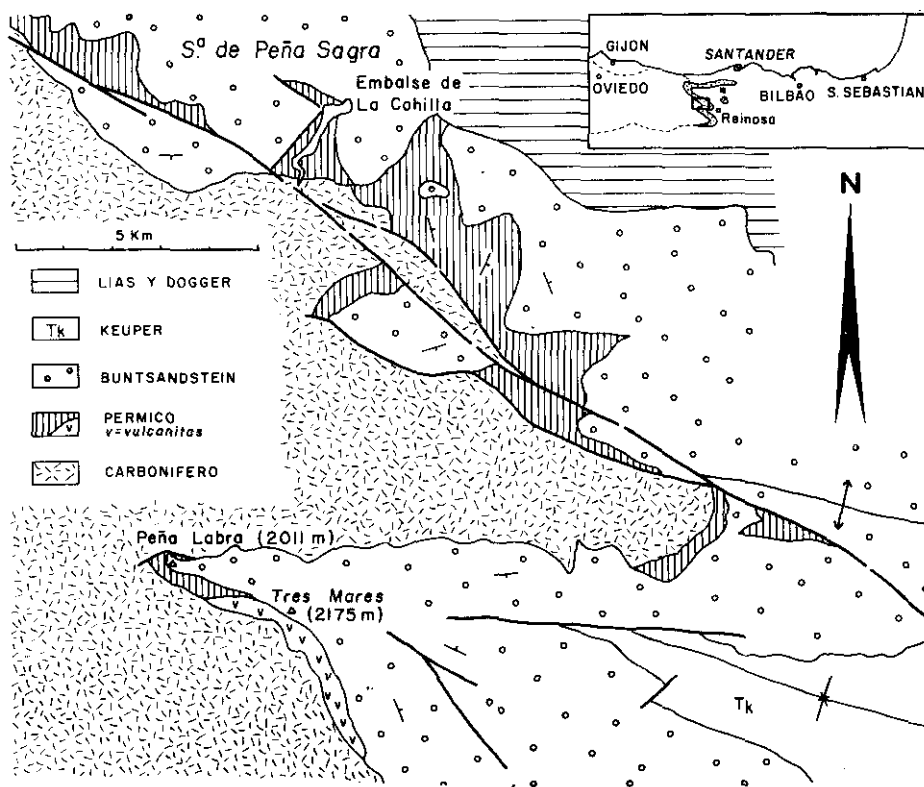 Sª de Peña Sagra
Embalse de
La Cohilla
GIJON
SANTANDER
OVIEDO
BILBAO
S. SEBASTIAN
Reinosa
N
5 Km
LIAS Y DOGGER
Tk
KEUPER
BUNTSANDSTEIN
v
PERMICO
v=vulcanitas
CARBONIFERO
Peña Labra (2011 m)
Tres Mares
(2175 m)
v
v
v
v
v
v
v
v
Tk